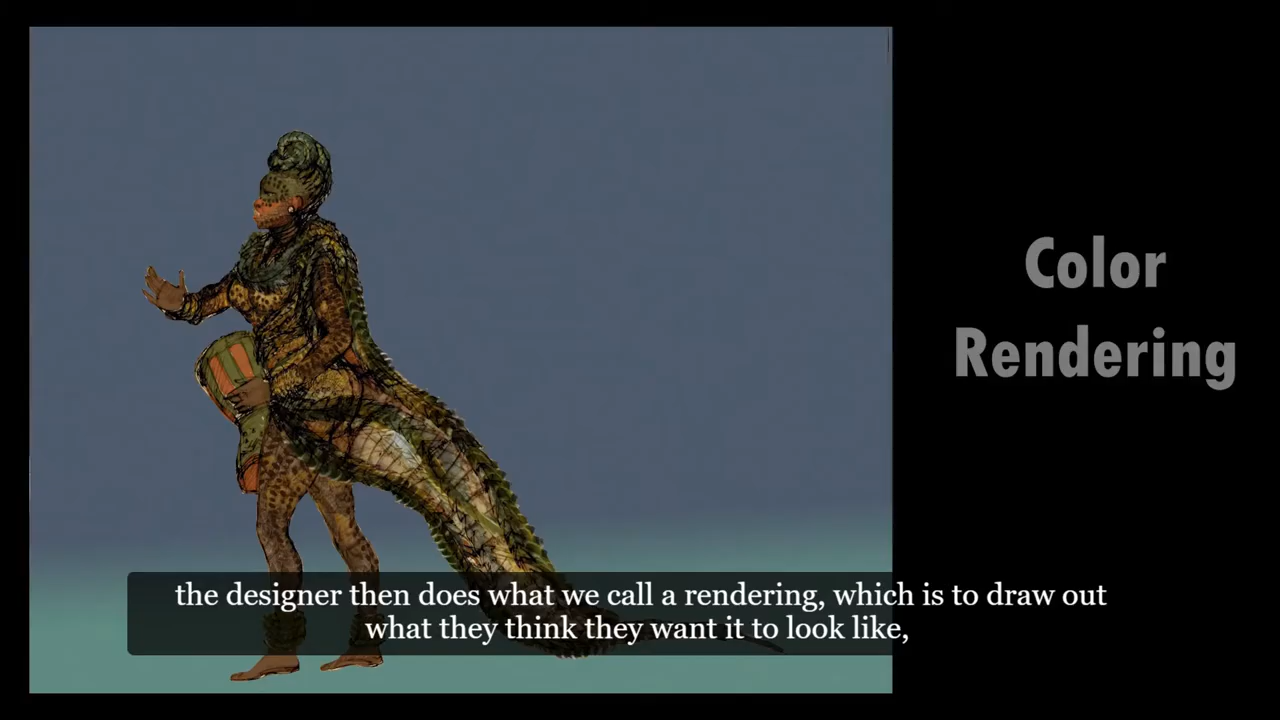 Color
Rendering
the designer then does what we call a rendering, which is to draw out
what they think they want it to look like,